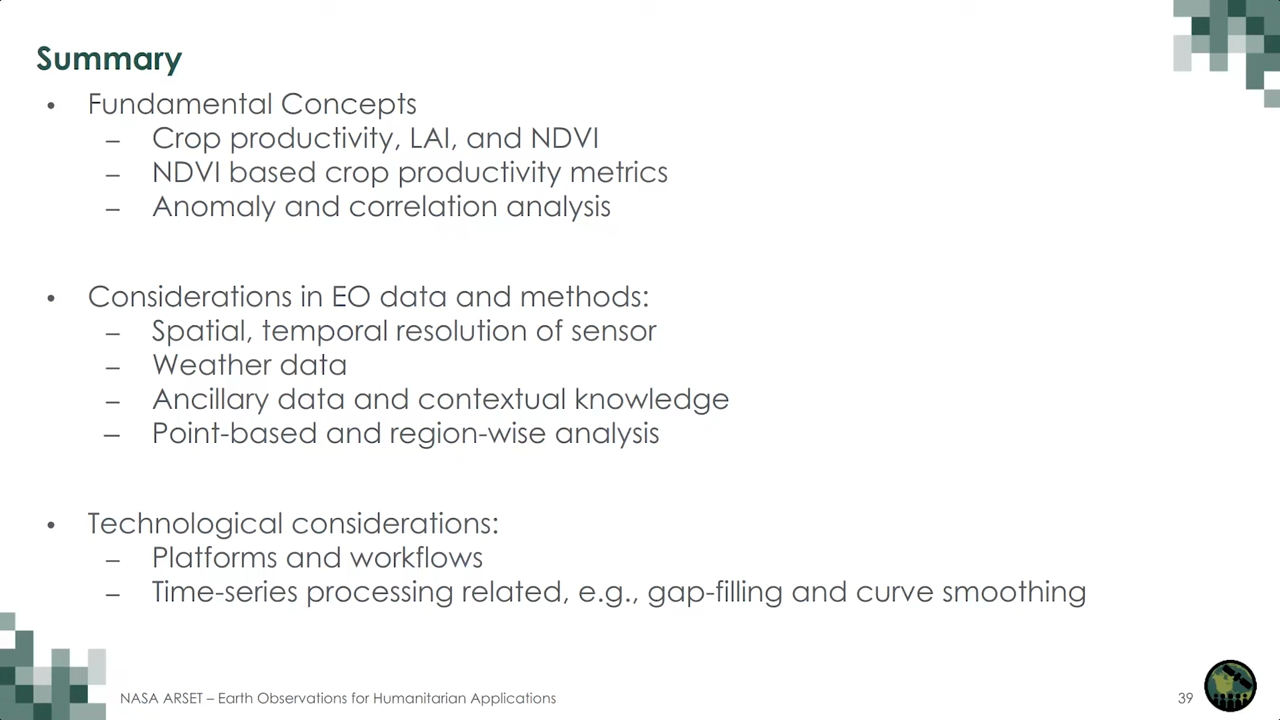 Summary
• Fundamental Concepts
– Crop productivity, LAI, and NDVI
– NDVI based crop productivity metrics
– Anomaly and correlation analysis
• Considerations in EO data and methods:
– Spatial, temporal resolution of sensor
– Weather data
– Ancillary data and contextual knowledge
– Point-based and region-wise analysis
• Technological considerations:
– Platforms and workflows
– Time-series processing related, e.g., gap-filling and curve smoothing
NASA ARSET – Earth Observations for Humanitarian Applications
39